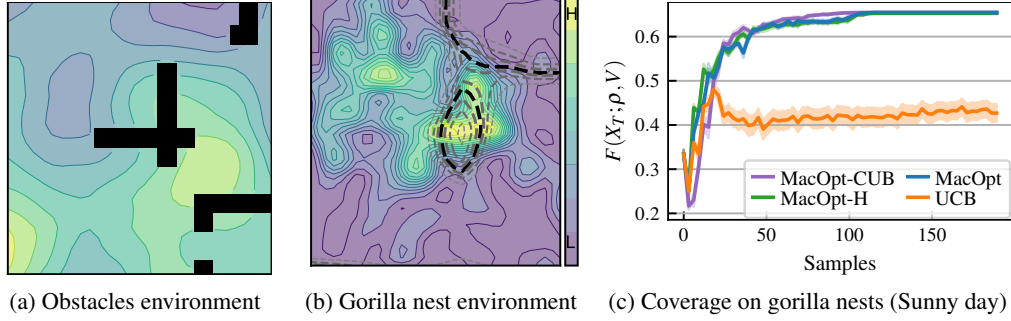 H
L
F(X_T; ρ, V)
0.6
0.5
0.4
0.3
0.2
MacOpt-CUB
MacOpt-H
MacOpt
UCB
0 50 100 150
Samples
(a) Obstacles environment
(b) Gorilla nest environment
(c) Coverage on gorilla nests (Sunny day)